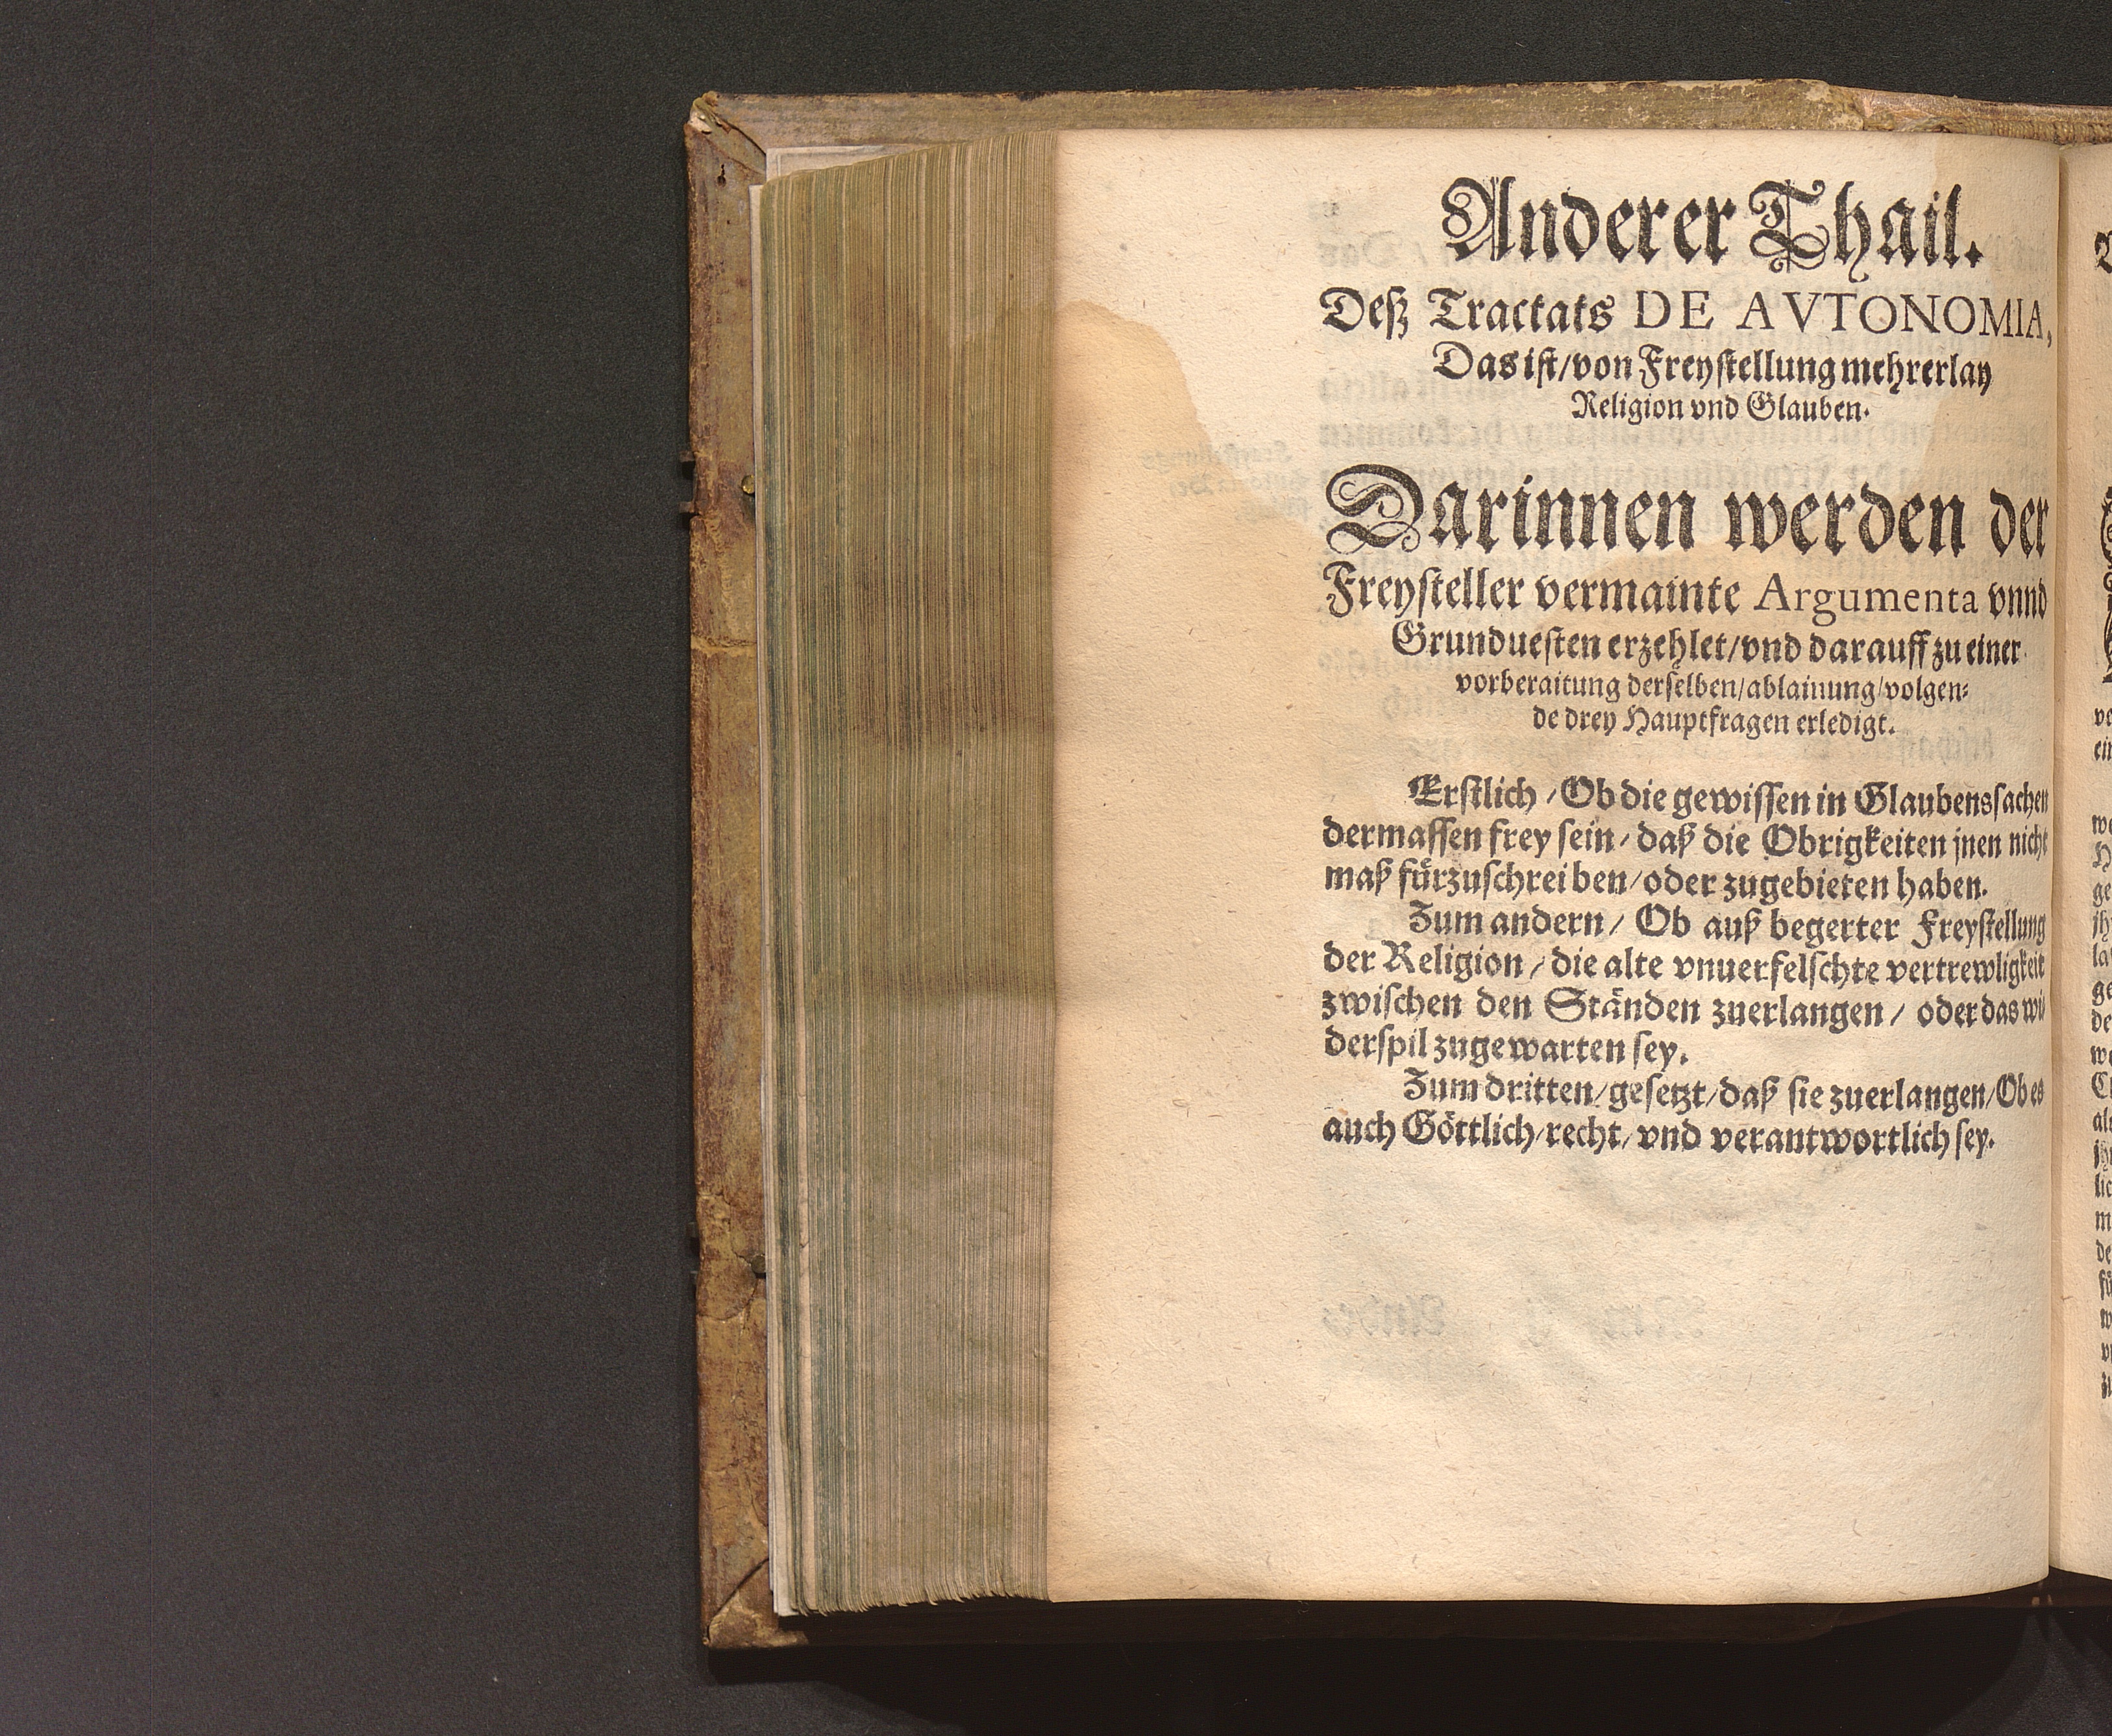 Anderer Thail.
Deß Tractats DE AVTONOMIA,
Das ist/von Freystellung mehrerlay
Religion vnd Glauben.
Darinnen werden der
Freysteller vermainte Argumenta vnnd
Grunduesten erzehlet/vnd darauff zu einer
vorberaitung derselben/ablainung/volgen-
de drey Hauptfragen erledigt.
Erstlich/Ob die gewissen in Glaubenssachen
dermassen frey sein/daß die Obrigkeiten jnen nicht
maß fürzuschreiben/oder zugebieten haben.
Zum andern/Ob auß begerter Freystellung
der Religion/die alte vnuerfelschte vertrewligkeit
zwischen den Ständen zuerlangen/oder das wi-
derspil zugewarten sey.
Zum dritten/gesetzt/daß sie zuerlangen/Ob es
auch Göttlich/recht/vnd verantwortlich sey.